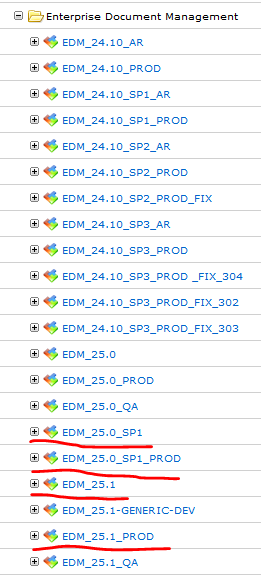 Enterprise Document Management
EDM_24.10_AR
EDM_24.10_PROD
EDM_24.10_SP1_AR
EDM_24.10_SP1_PROD
EDM_24.10_SP2_AR
EDM_24.10_SP2_PROD
EDM_24.10_SP2_PROD_FIX
EDM_24.10_SP3_AR
EDM_24.10_SP3_PROD
EDM_24.10_SP3_PROD _FIX_304
EDM_24.10_SP3_PROD_FIX_302
EDM_24.10_SP3_PROD_FIX_303
EDM_25.0
EDM_25.0_PROD
EDM_25.0_QA
EDM_25.0_SP1
EDM_25.0_SP1_PROD
EDM_25.1
EDM_25.1-GENERIC-DEV
EDM_25.1_PROD
EDM_25.1_QA